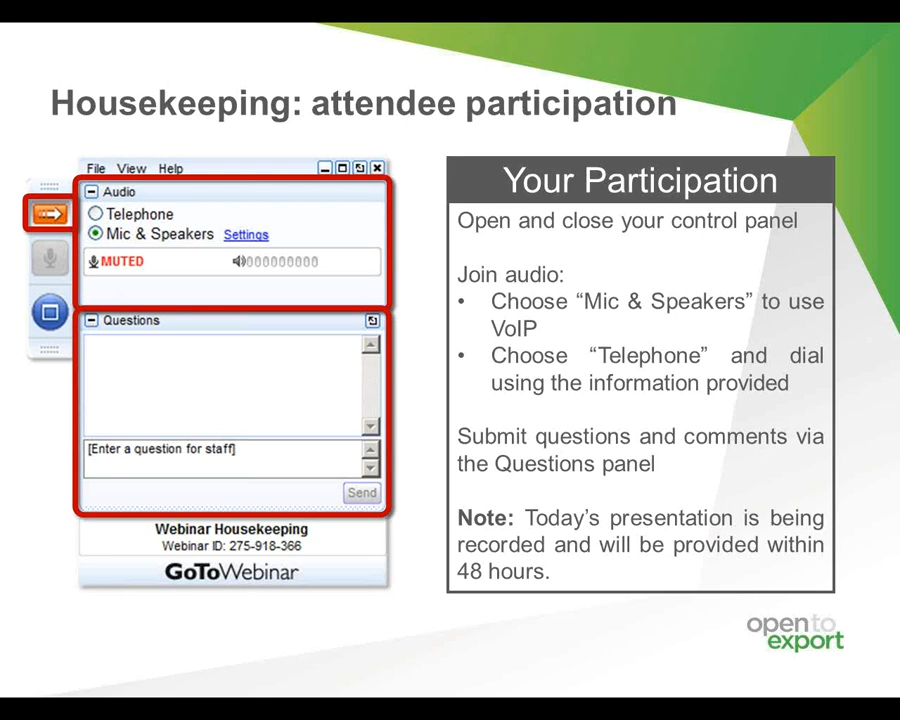 Housekeeping: attendee participation
File View Help
Audio
Telephone
Mic & Speakers Settings
MUTED 000000000
Questions
[Enter a question for staff]
Send
Webinar Housekeeping
Webinar ID: 275-918-366
GoToWebinar
Your Participation
Open and close your control panel
Join audio:
• Choose “Mic & Speakers” to use
VoIP
• Choose “Telephone” and dial
using the information provided
Submit questions and comments via
the Questions panel
Note: Today’s presentation is being
recorded and will be provided within
48 hours.
open to
export